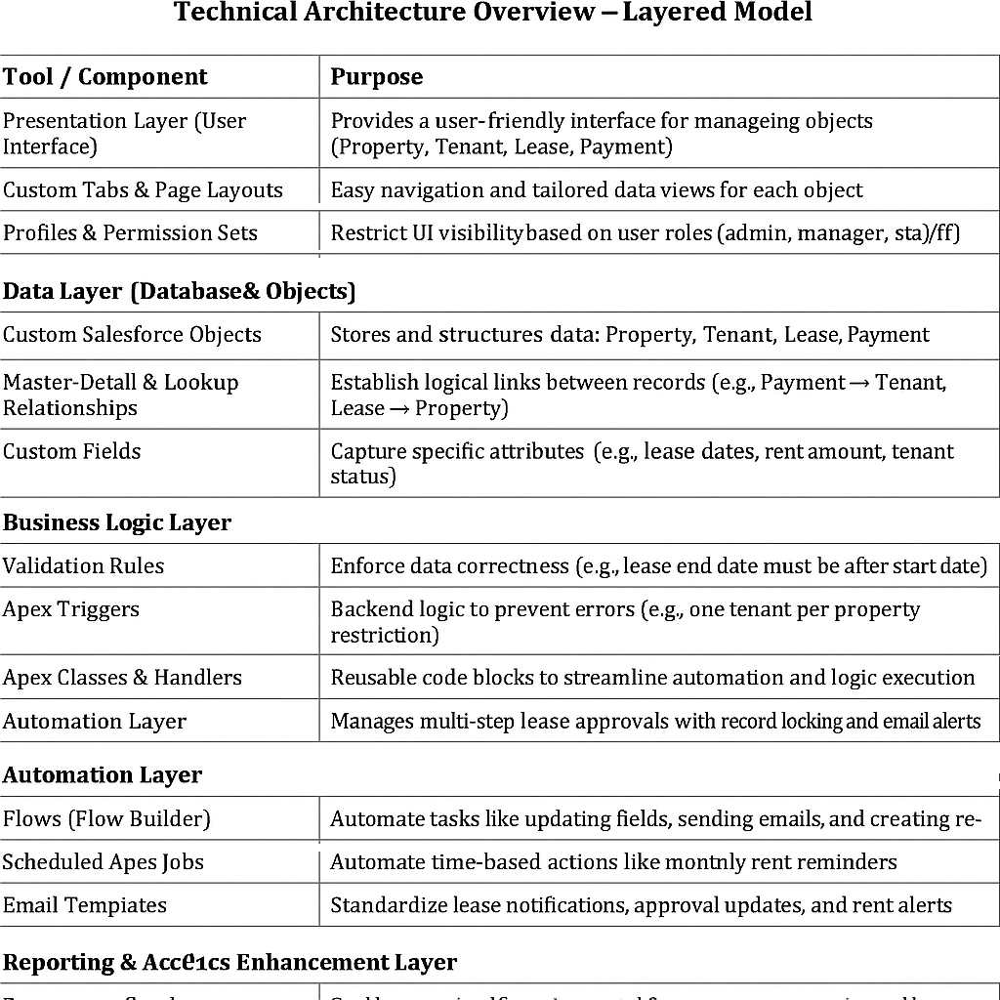 Technical Architecture Overview – Layered Model
Tool / Component
Purpose
Presentation Layer (User
Interface)
Provides a user-friendly interface for manageing objects
(Property, Tenant, Lease, Payment)
Custom Tabs & Page Layouts
Easy navigation and tailored data views for each object
Profiles & Permission Sets
Restrict UI visibility based on user roles (admin, manager, sta)/ff)
Data Layer (Database& Objects)
Custom Salesforce Objects
Stores and structures data: Property, Tenant, Lease, Payment
Master-Detall & Lookup
Relationships
Establish logical links between records (e.g., Payment → Tenant,
Lease → Property)
Custom Fields
Capture specific attributes (e.g., lease dates, rent amount, tenant
status)
Business Logic Layer
Validation Rules
Enforce data correctness (e.g., lease end date must be after start date)
Apex Triggers
Backend logic to prevent errors (e.g., one tenant per property
restriction)
Apex Classes & Handlers
Reusable code blocks to streamline automation and logic execution
Automation Layer
Manages multi-step lease approvals with record locking and email alerts
Automation Layer
Flows (Flow Builder)
Automate tasks like updating fields, sending emails, and creating re-
Scheduled Apes Jobs
Automate time-based actions like montnly rent reminders
Email Templates
Standardize lease notifications, approval updates, and rent alerts
Reporting & Enhancement Layer